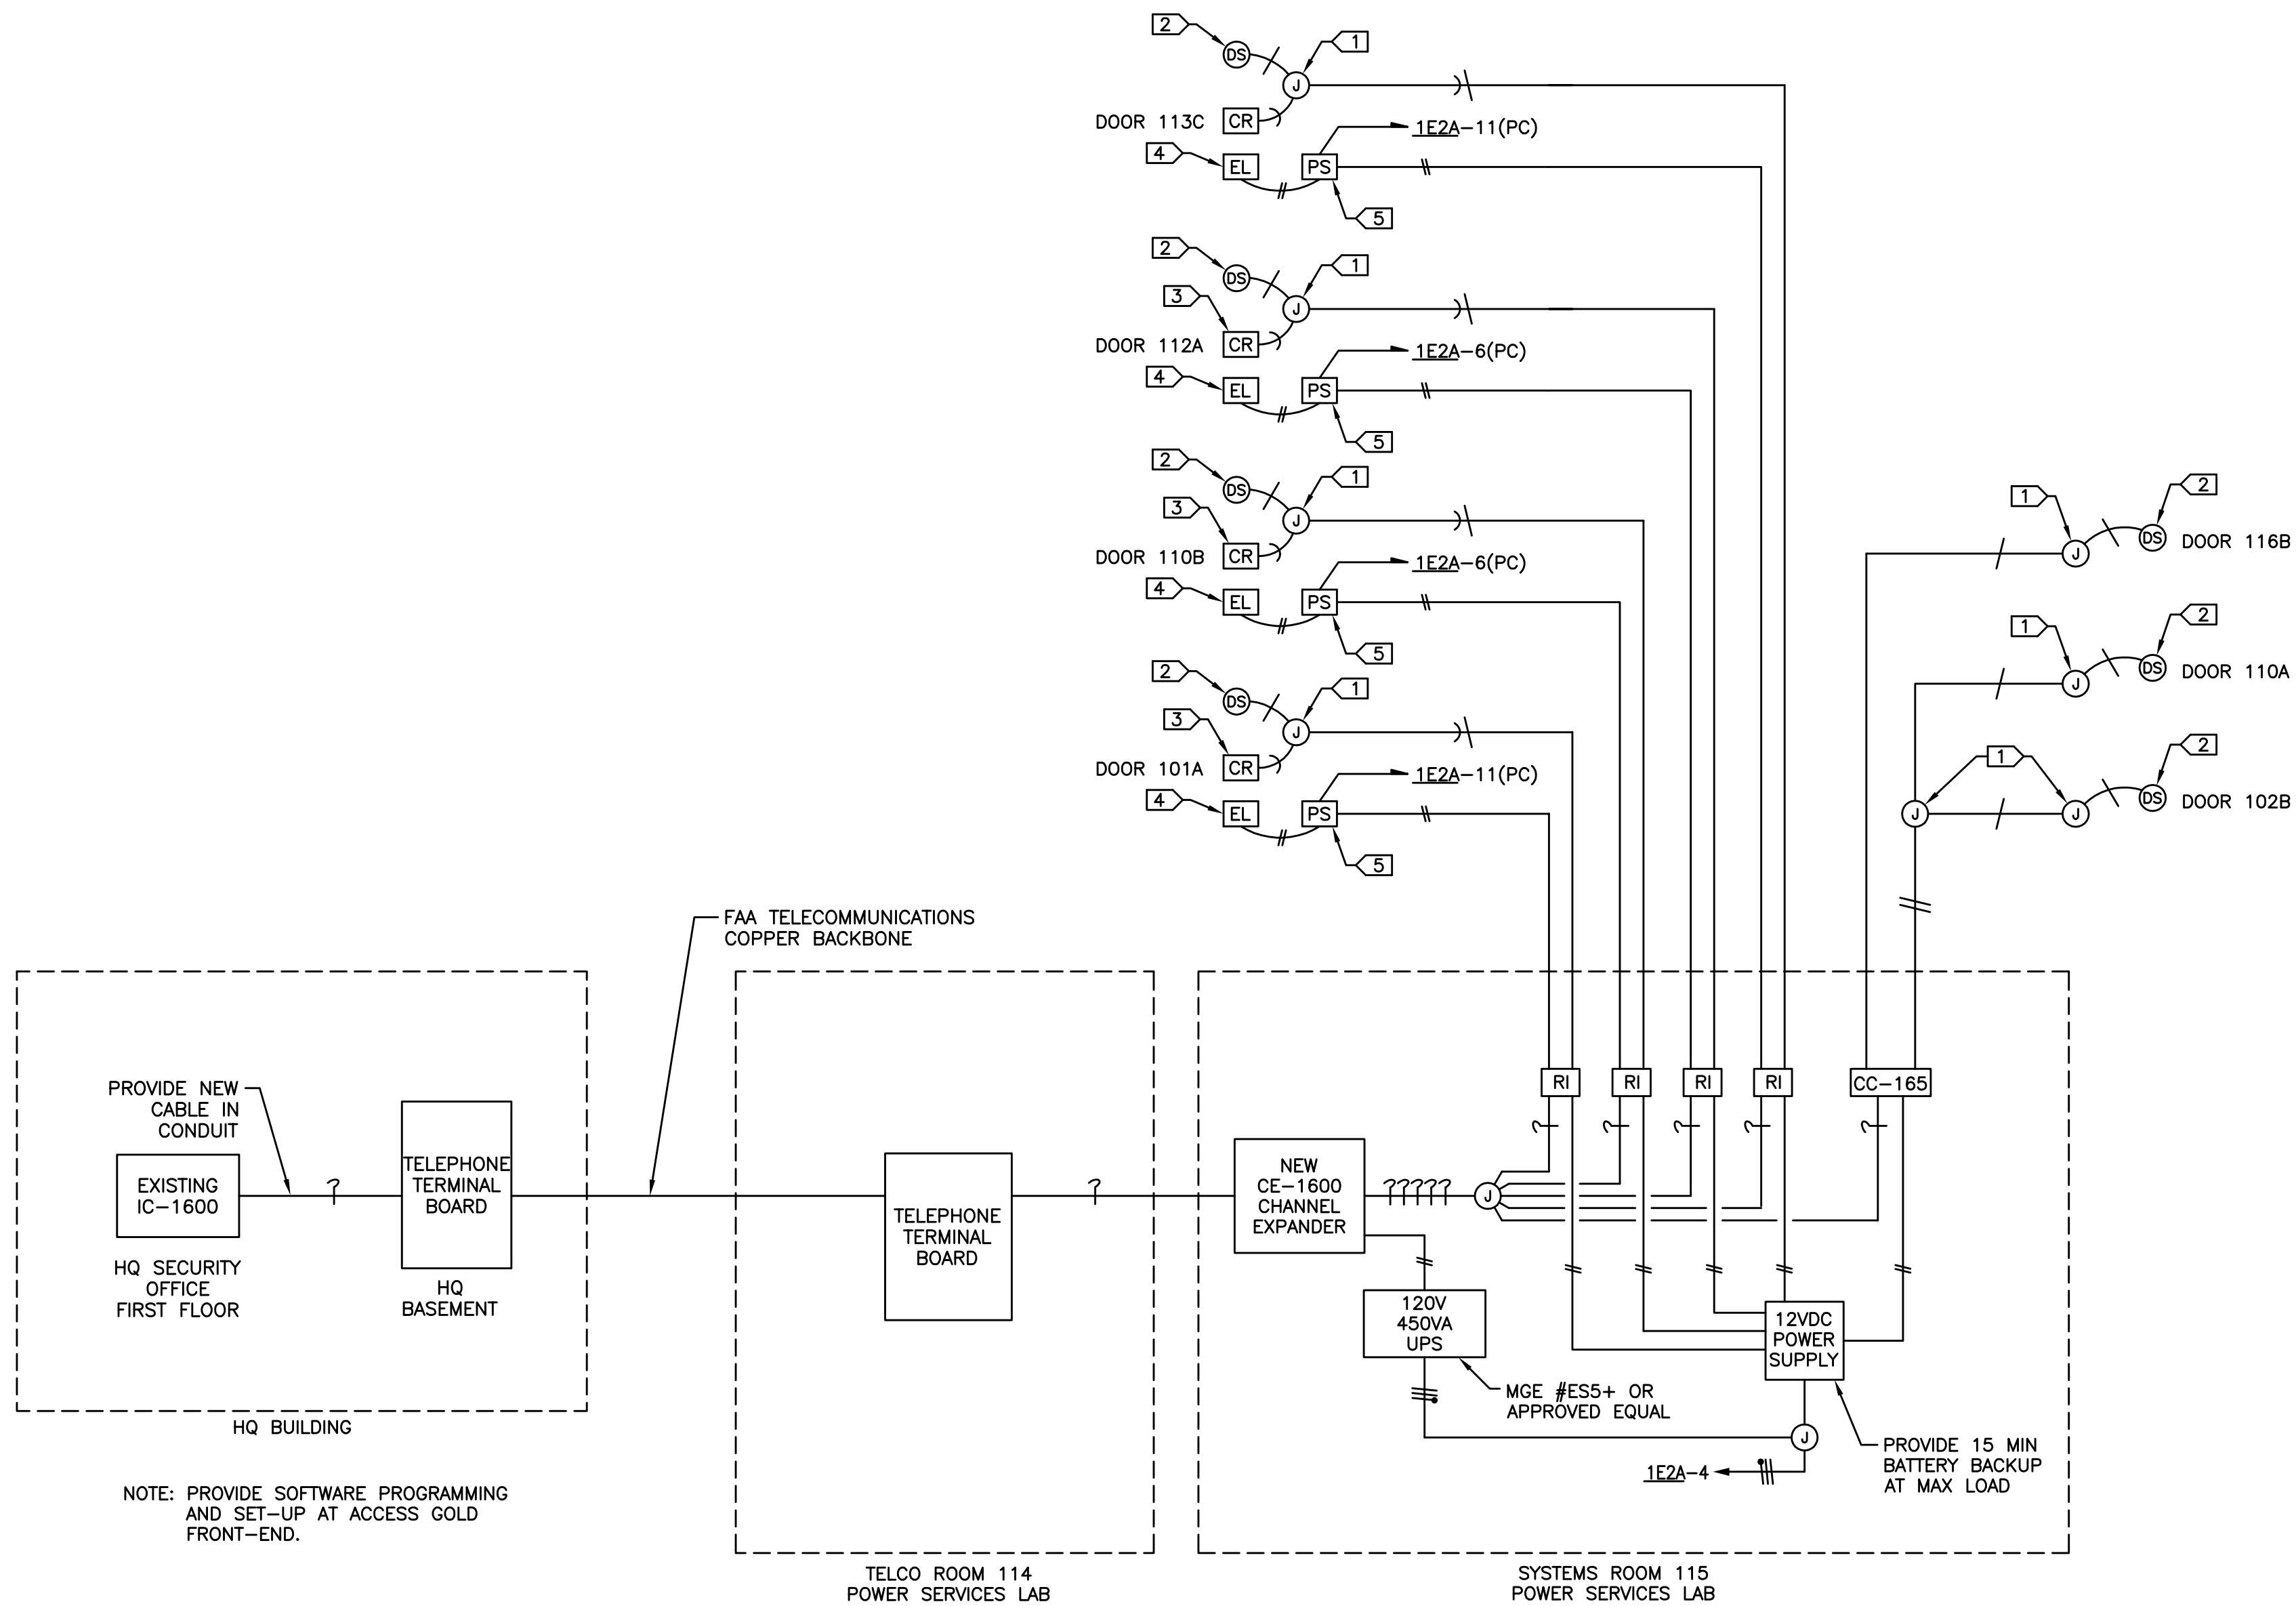 2
DS
1
J
DOOR 113C
CR
1E2A-11(PC)
4
EL
PS
5
2
DS
1
3
J
DOOR 112A
CR
1E2A-6(PC)
4
EL
PS
5
2
DS
1
3
J
DOOR 110B
CR
1E2A-6(PC)
4
EL
PS
5
2
DS
1
3
J
DOOR 101A
CR
1E2A-11(PC)
4
EL
PS
5
1
2
J
DS
DOOR 116B
1
2
J
DS
DOOR 110A
1
2
J
J
DS
DOOR 102B
FAA TELECOMMUNICATIONS
COPPER BACKBONE
PROVIDE NEW
CABLE IN
CONDUIT
EXISTING
IC-1600
HQ SECURITY
OFFICE
FIRST FLOOR
TELEPHONE
TERMINAL
BOARD
HQ
BASEMENT
HQ BUILDING
NOTE: PROVIDE SOFTWARE PROGRAMMING
AND SET-UP AT ACCESS GOLD
FRONT-END.
TELEPHONE
TERMINAL
BOARD
TELCO ROOM 114
POWER SERVICES LAB
RI
RI
RI
RI
CC-165
NEW
CE-1600
CHANNEL
EXPANDER
J
120V
450VA
UPS
MGE #ES5+ OR
APPROVED EQUAL
12VDC
POWER
SUPPLY
J
1E2A-4
PROVIDE 15 MIN
BATTERY BACKUP
AT MAX LOAD
SYSTEMS ROOM 115
POWER SERVICES LAB